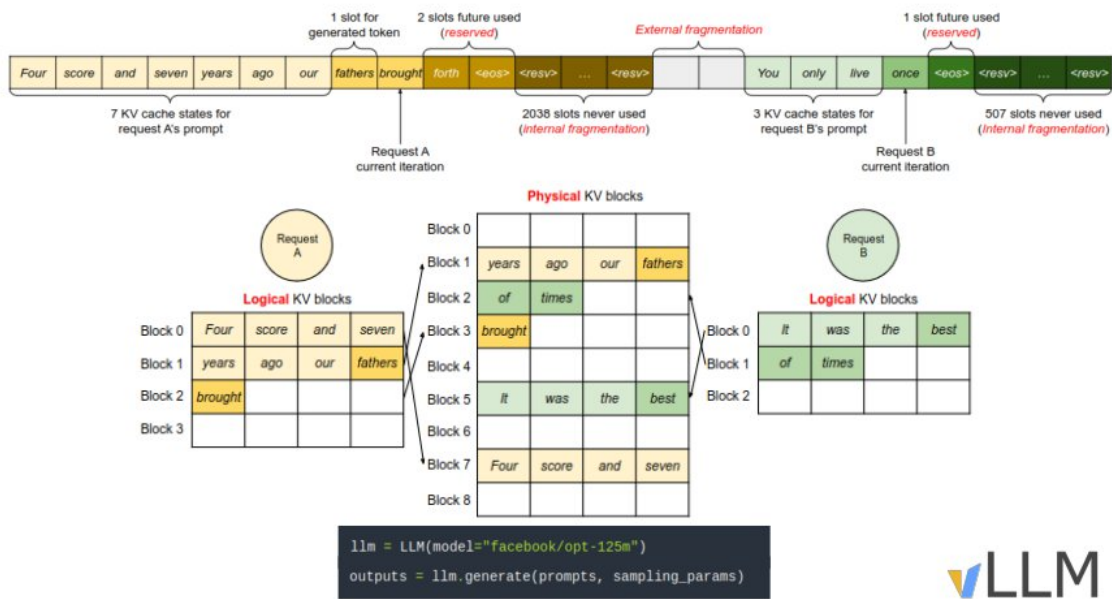 1 slot for
generated token
2 slots future used
(reserved)
External fragmentation
1 slot future used
(reserved)
Four score and seven years ago our fathers brought forth <eos> <resv> ... <resv> You only live once <eos> <resv> ... <resv>
7 KV cache states for
request A's prompt
2038 slots never used
(internal fragmentation)
3 KV cache states for
request B's prompt
507 slots never used
(Internal fragmentation)
Request A
current iteration
Request B
current iteration
Physical KV blocks
Block 0
Block 1 years ago our fathers
Block 2 of times
Block 3 brought
Block 4
Block 5 It was the best
Block 6
Block 7 Four score and seven
Block 8
Request
A
Logical KV blocks
Block 0 Four score and seven
Block 1 years ago our fathers
Block 2 brought
Block 3
Request
B
Logical KV blocks
Block 0 It was the best
Block 1 of times
Block 2
llm = LLM(model="facebook/opt-125m")
outputs = llm.generate(prompts, sampling_params)
vLLM